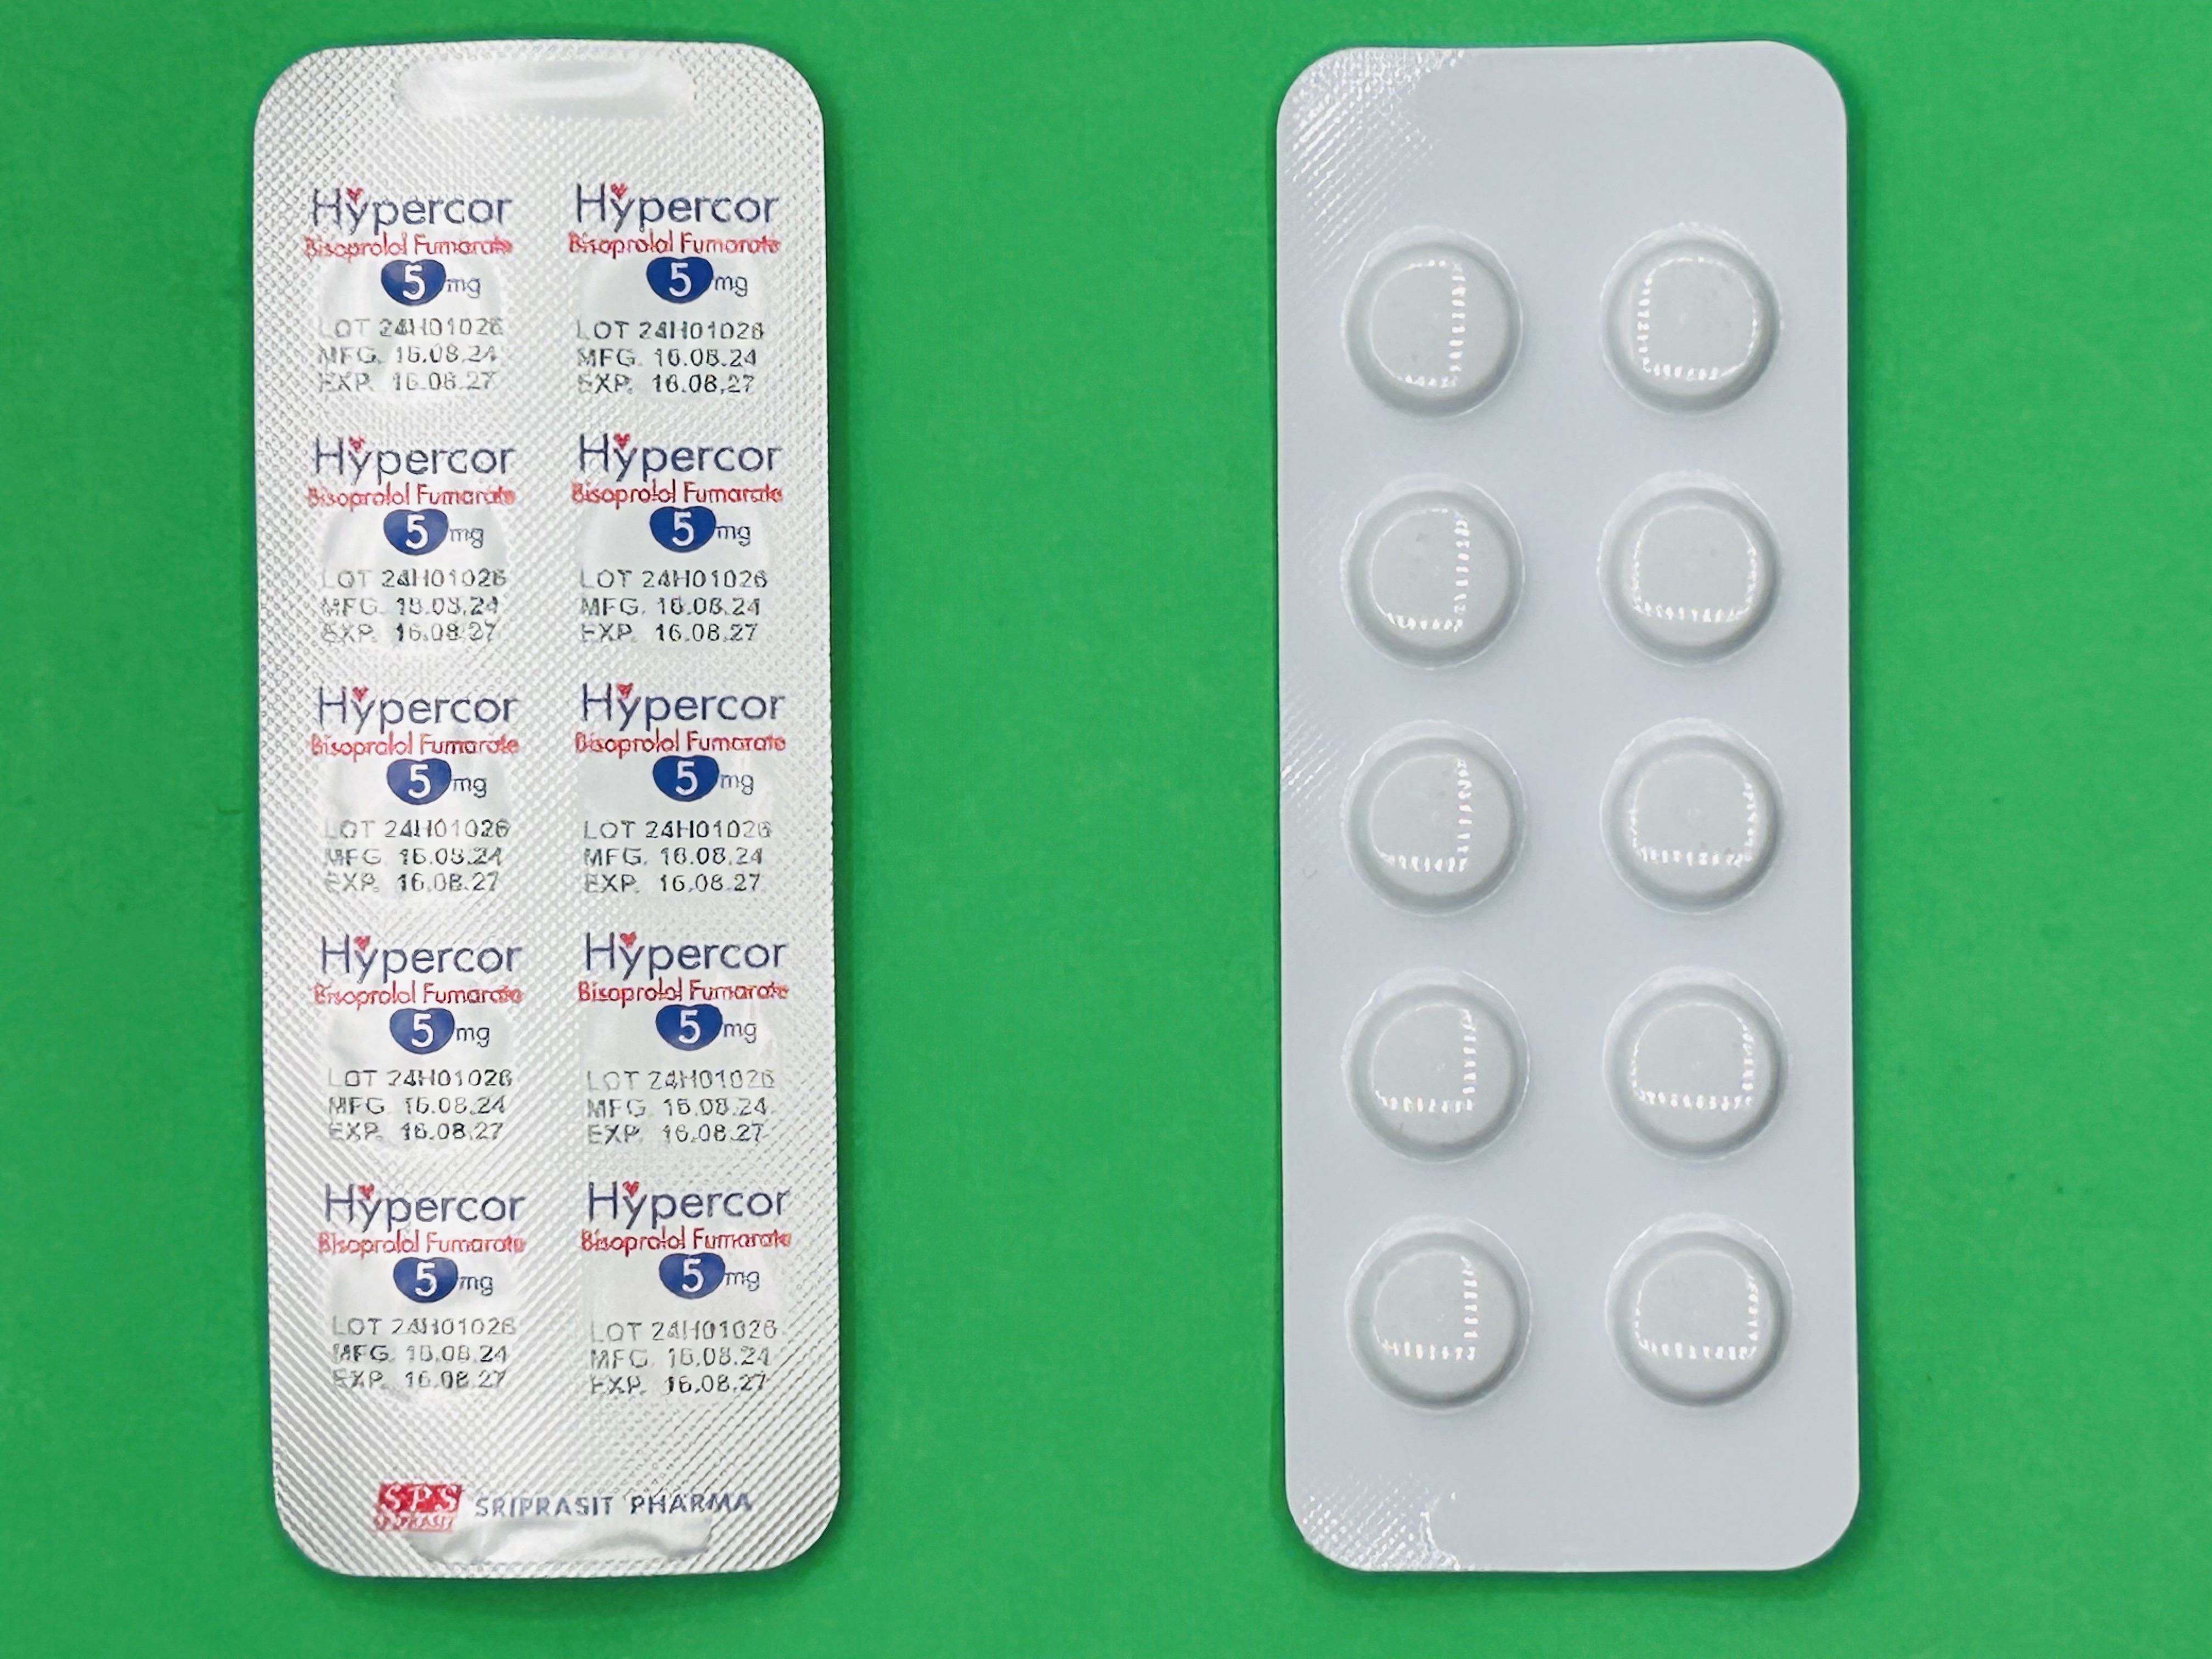 Hypercor Hypercor
Bisoprolol Fumarate Bisoprolol Fumarate
5 mg 5 mg
LOT 24H01026 LOT 24H01026
MFG. 16.08.24 MFG. 16.08.24
EXP. 16.08.27 EXP. 16.08.27
Hypercor Hypercor
Bisoprolol Fumarate Bisoprolol Fumarate
5 mg 5 mg
LOT 24H01026 LOT 24H01026
MFG. 16.08.24 MFG. 16.08.24
EXP. 16.08.27 EXP. 16.08.27
Hypercor Hypercor
Bisoprolol Fumarate Bisoprolol Fumarate
5 mg 5 mg
LOT 24H01026 LOT 24H01026
MFG. 16.08.24 MFG. 16.08.24
EXP. 16.08.27 EXP. 16.08.27
Hypercor Hypercor
Bisoprolol Fumarate Bisoprolol Fumarate
5 mg 5 mg
LOT 24H01026 LOT 24H01026
MFG. 16.08.24 MFG. 16.08.24
EXP. 16.08.27 EXP. 16.08.27
Hypercor Hypercor
Bisoprolol Fumarate Bisoprolol Fumarate
5 mg 5 mg
LOT 24H01026 LOT 24H01026
MFG. 16.08.24 MFG. 16.08.24
EXP. 16.08.27 EXP. 16.08.27
SPS SRIPRASIT PHARMA
SRIPRASIT